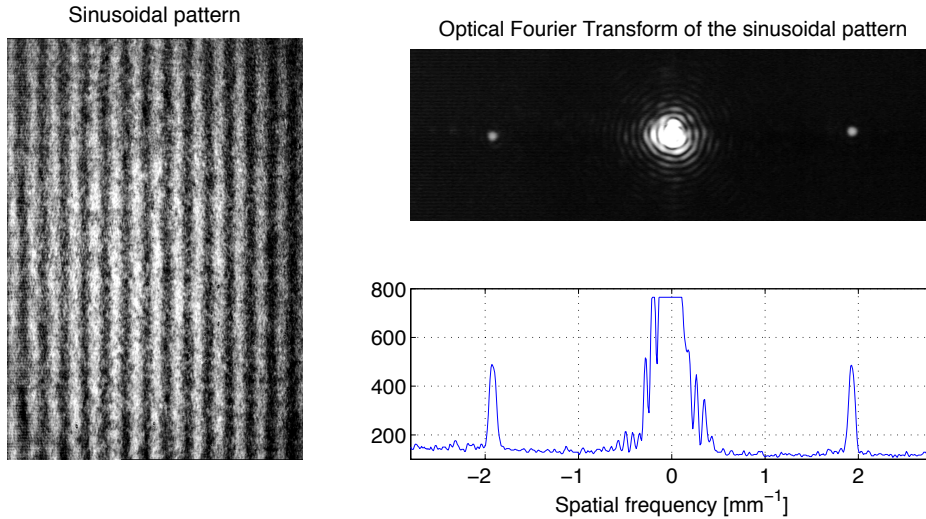 Sinusoidal pattern
Optical Fourier Transform of the sinusoidal pattern
800
600
400
200
−2 −1 0 1 2
Spatial frequency [mm⁻¹]